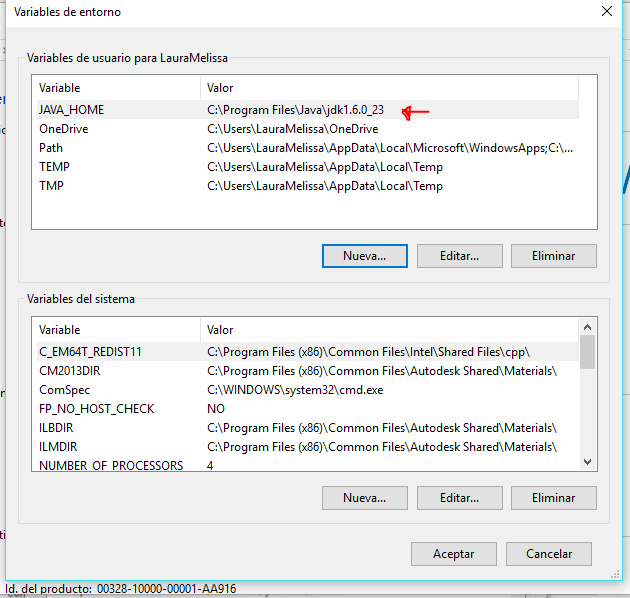 Variables de entorno
Variables de usuario para LauraMelissa
Variable Valor
JAVA_HOME C:\Program Files\Java\jdk1.6.0_23
OneDrive C:\Users\LauraMelissa\OneDrive
Path C:\Users\LauraMelissa\AppData\Local\Microsoft\WindowsApps;C:\...
TEMP C:\Users\LauraMelissa\AppData\Local\Temp
TMP C:\Users\LauraMelissa\AppData\Local\Temp
Nueva... Editar... Eliminar
Variables del sistema
Variable Valor
C_EM64T_REDIST11 C:\Program Files (x86)\Common Files\Intel\Shared Files\cpp\
CM2013DIR C:\Program Files (x86)\Common Files\Autodesk Shared\Materials\
ComSpec C:\WINDOWS\system32\cmd.exe
FP_NO_HOST_CHECK NO
ILBDIR C:\Program Files (x86)\Common Files\Autodesk Shared\Materials\
ILMDIR C:\Program Files (x86)\Common Files\Autodesk Shared\Materials\
NUMBER_OF_PROCESSORS 4
Nueva... Editar... Eliminar
Aceptar Cancelar
Id. del producto: 00328-10000-00001-AA916